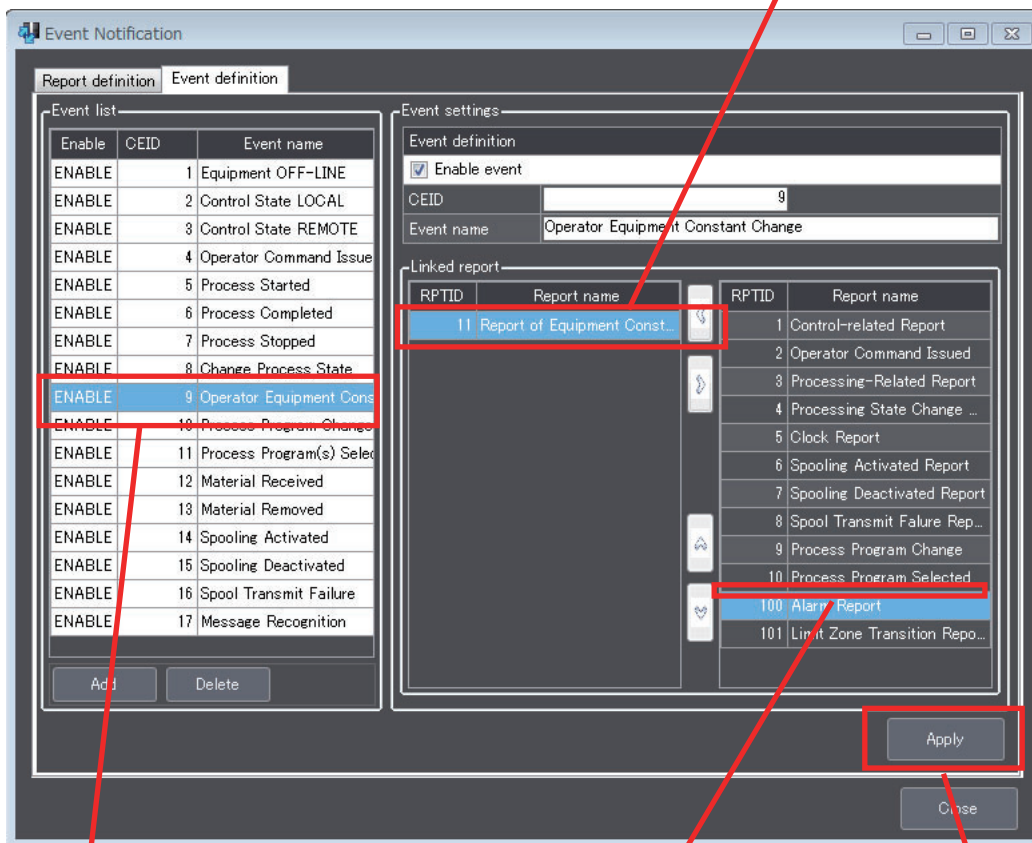 Event Notification
Report definition Event definition
Event list
Enable CEID Event name
ENABLE 1 Equipment OFF-LINE
ENABLE 2 Control State LOCAL
ENABLE 3 Control State REMOTE
ENABLE 4 Operator Command Issue
ENABLE 5 Process Started
ENABLE 6 Process Completed
ENABLE 7 Process Stopped
ENABLE 8 Change Process State
ENABLE 9 Operator Equipment Cons
ENABLE 10 Process Program Change
ENABLE 11 Process Program(s) Selec
ENABLE 12 Material Received
ENABLE 13 Material Removed
ENABLE 14 Spooling Activated
ENABLE 15 Spooling Deactivated
ENABLE 16 Spool Transmit Failure
ENABLE 17 Message Recognition
Add Delete
Event settings
Event definition
Enable event
CEID 9
Event name Operator Equipment Constant Change
Linked report
RPTID Report name
11 Report of Equipment Const...
RPTID Report name
1 Control-related Report
2 Operator Command Issued
3 Processing-Related Report
4 Processing State Change ...
5 Clock Report
6 Spooling Activated Report
7 Spooling Deactivated Report
8 Spool Transmit Falure Rep...
9 Process Program Change
10 Process Program Selected
100 Alarm Report
101 Limit Zone Transition Repo...
Apply
Close